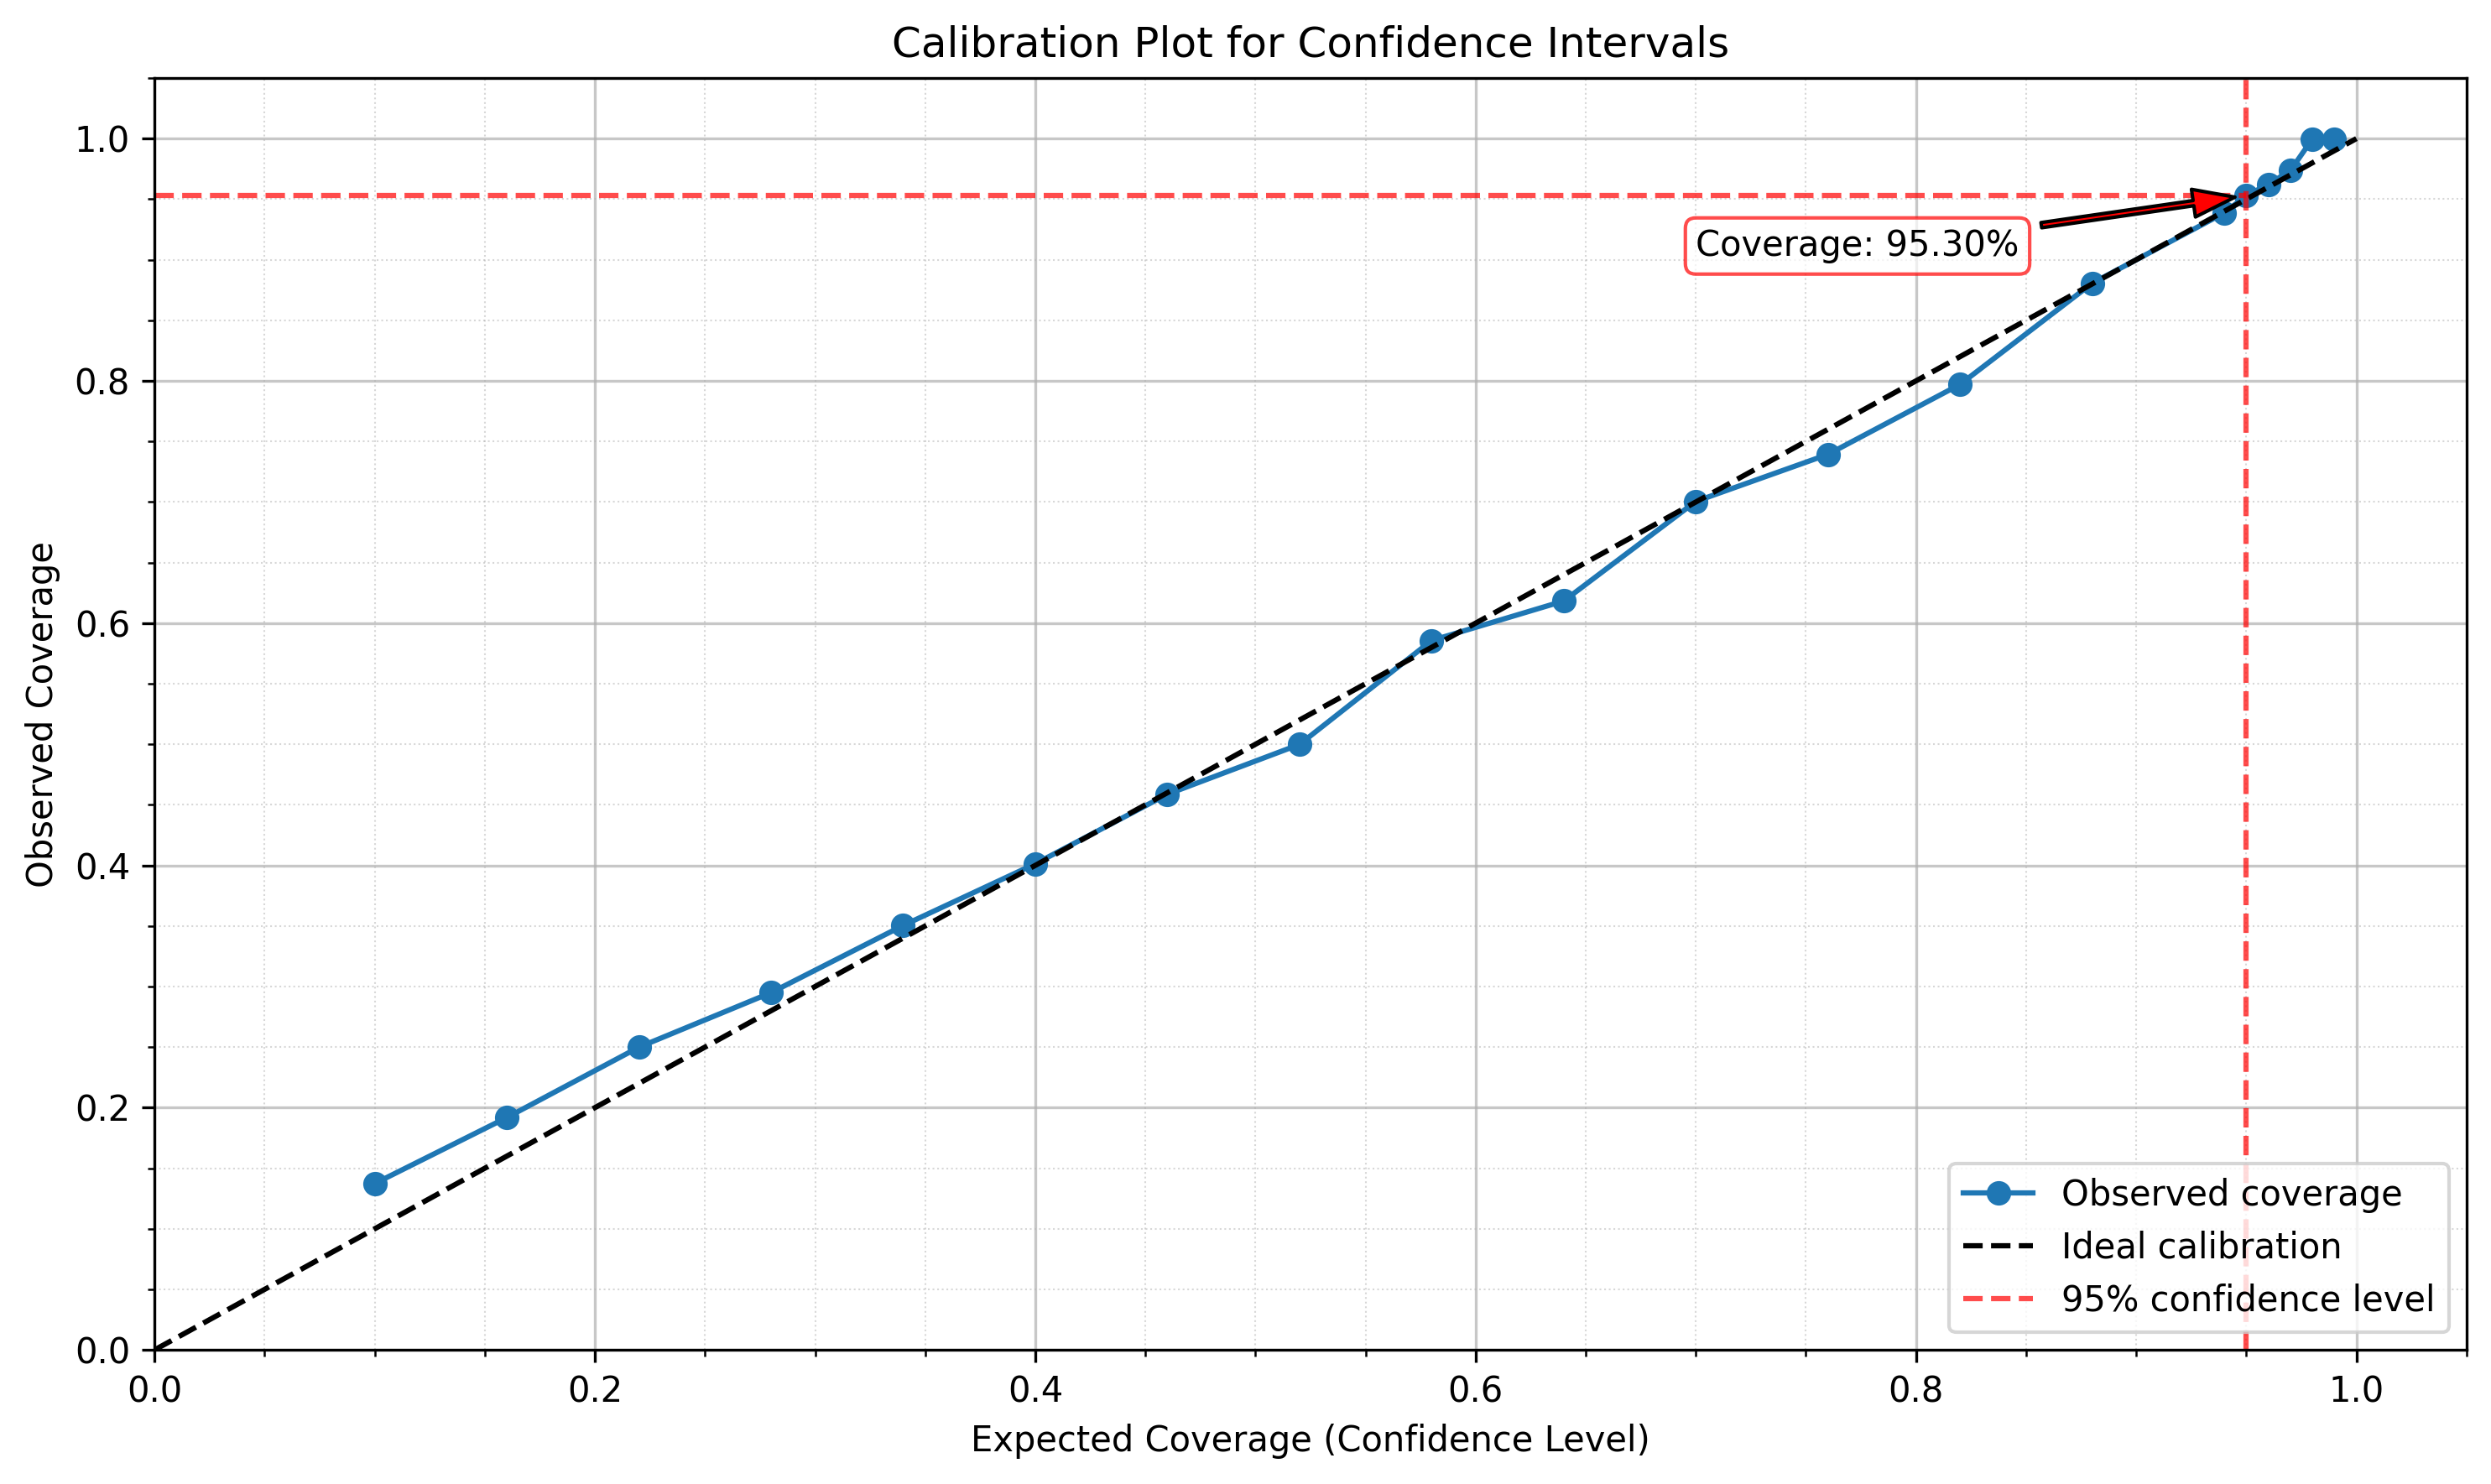 Calibration Plot for Confidence Intervals
Observed Coverage
1.0
0.8
0.6
0.4
0.2
0.0
Coverage: 95.30%
Observed coverage
Ideal calibration
95% confidence level
0.0 0.2 0.4 0.6 0.8 1.0
Expected Coverage (Confidence Level)